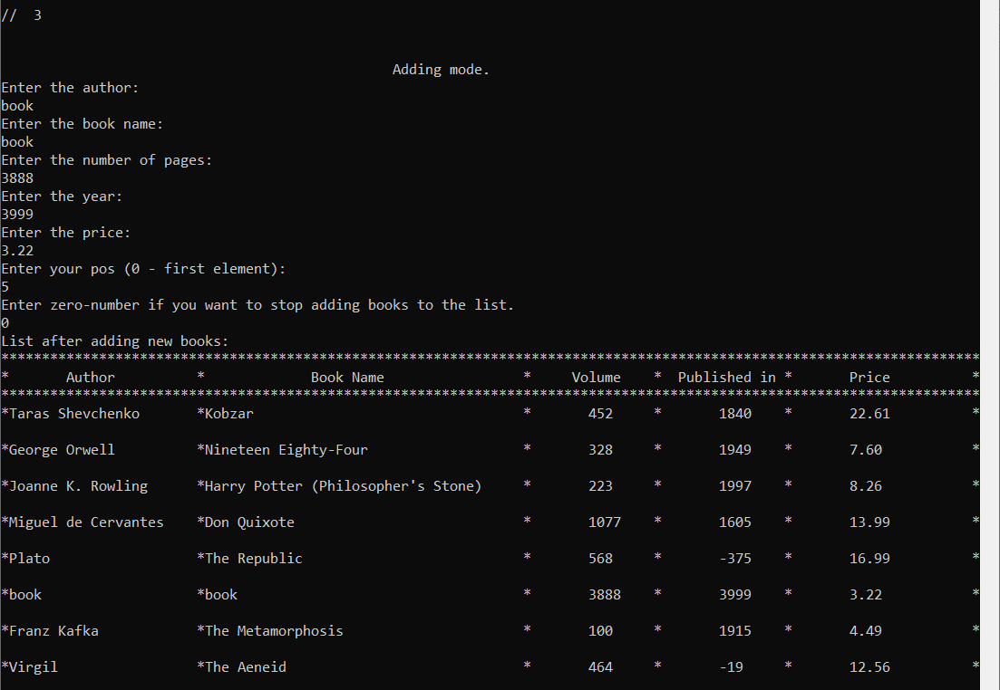 //  3
Adding mode.
Enter the author:
book
Enter the book name:
book
Enter the number of pages:
3888
Enter the year:
3999
Enter the price:
3.22
Enter your pos (0 - first element):
5
Enter zero-number if you want to stop adding books to the list.
0
List after adding new books:
************************************************************************************************************************
*       Author          *             Book Name                 *     Volume    *  Published in *       Price          *
************************************************************************************************************************
*Taras Shevchenko       *Kobzar                                 *       452     *       1840    *       22.61          *
*George Orwell          *Nineteen Eighty-Four                   *       328     *       1949    *       7.60           *
*Joanne K. Rowling      *Harry Potter (Philosopher's Stone)     *       223     *       1997    *       8.26           *
*Miguel de Cervantes    *Don Quixote                            *       1077    *       1605    *       13.99          *
*Plato                  *The Republic                           *       568     *       -375    *       16.99          *
*book                   *book                                   *       3888    *       3999    *       3.22           *
*Franz Kafka            *The Metamorphosis                      *       100     *       1915    *       4.49           *
*Virgil                 *The Aeneid                             *       464     *       -19     *       12.56          *